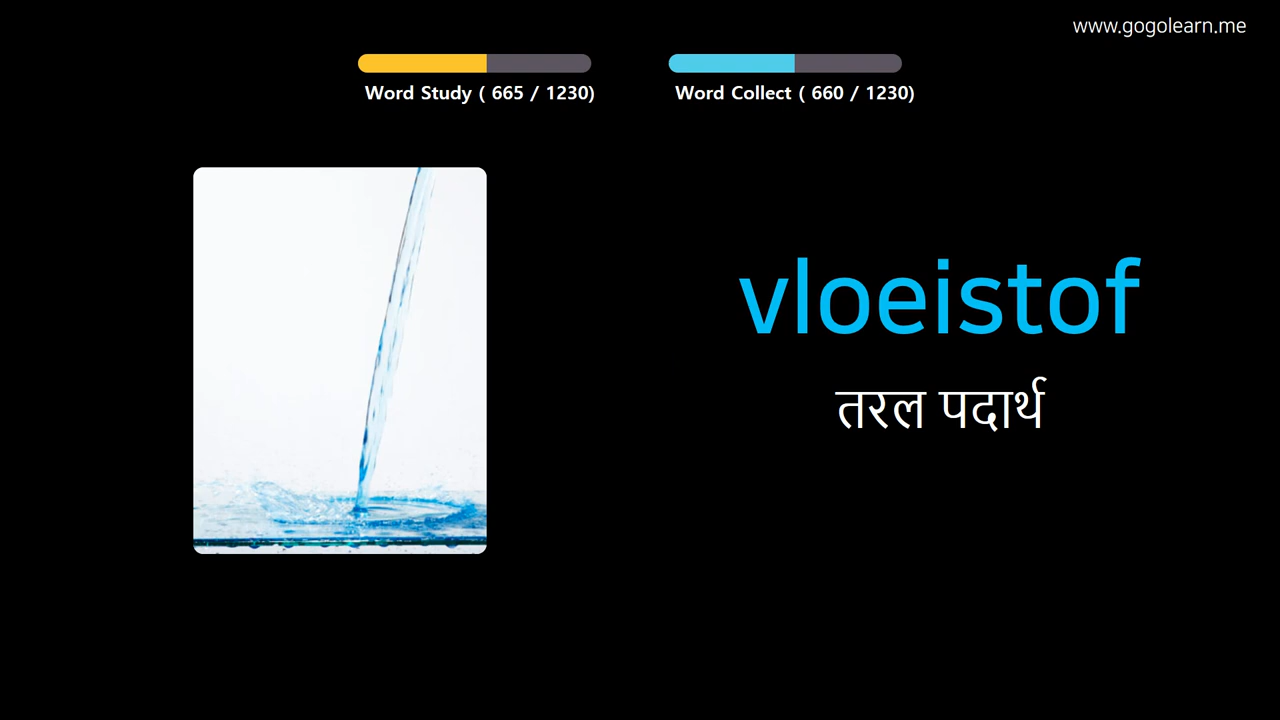 www.gogolearn.me
Word Study ( 665 / 1230)
Word Collect ( 660 / 1230)
vloeistof
तरल पदार्थ